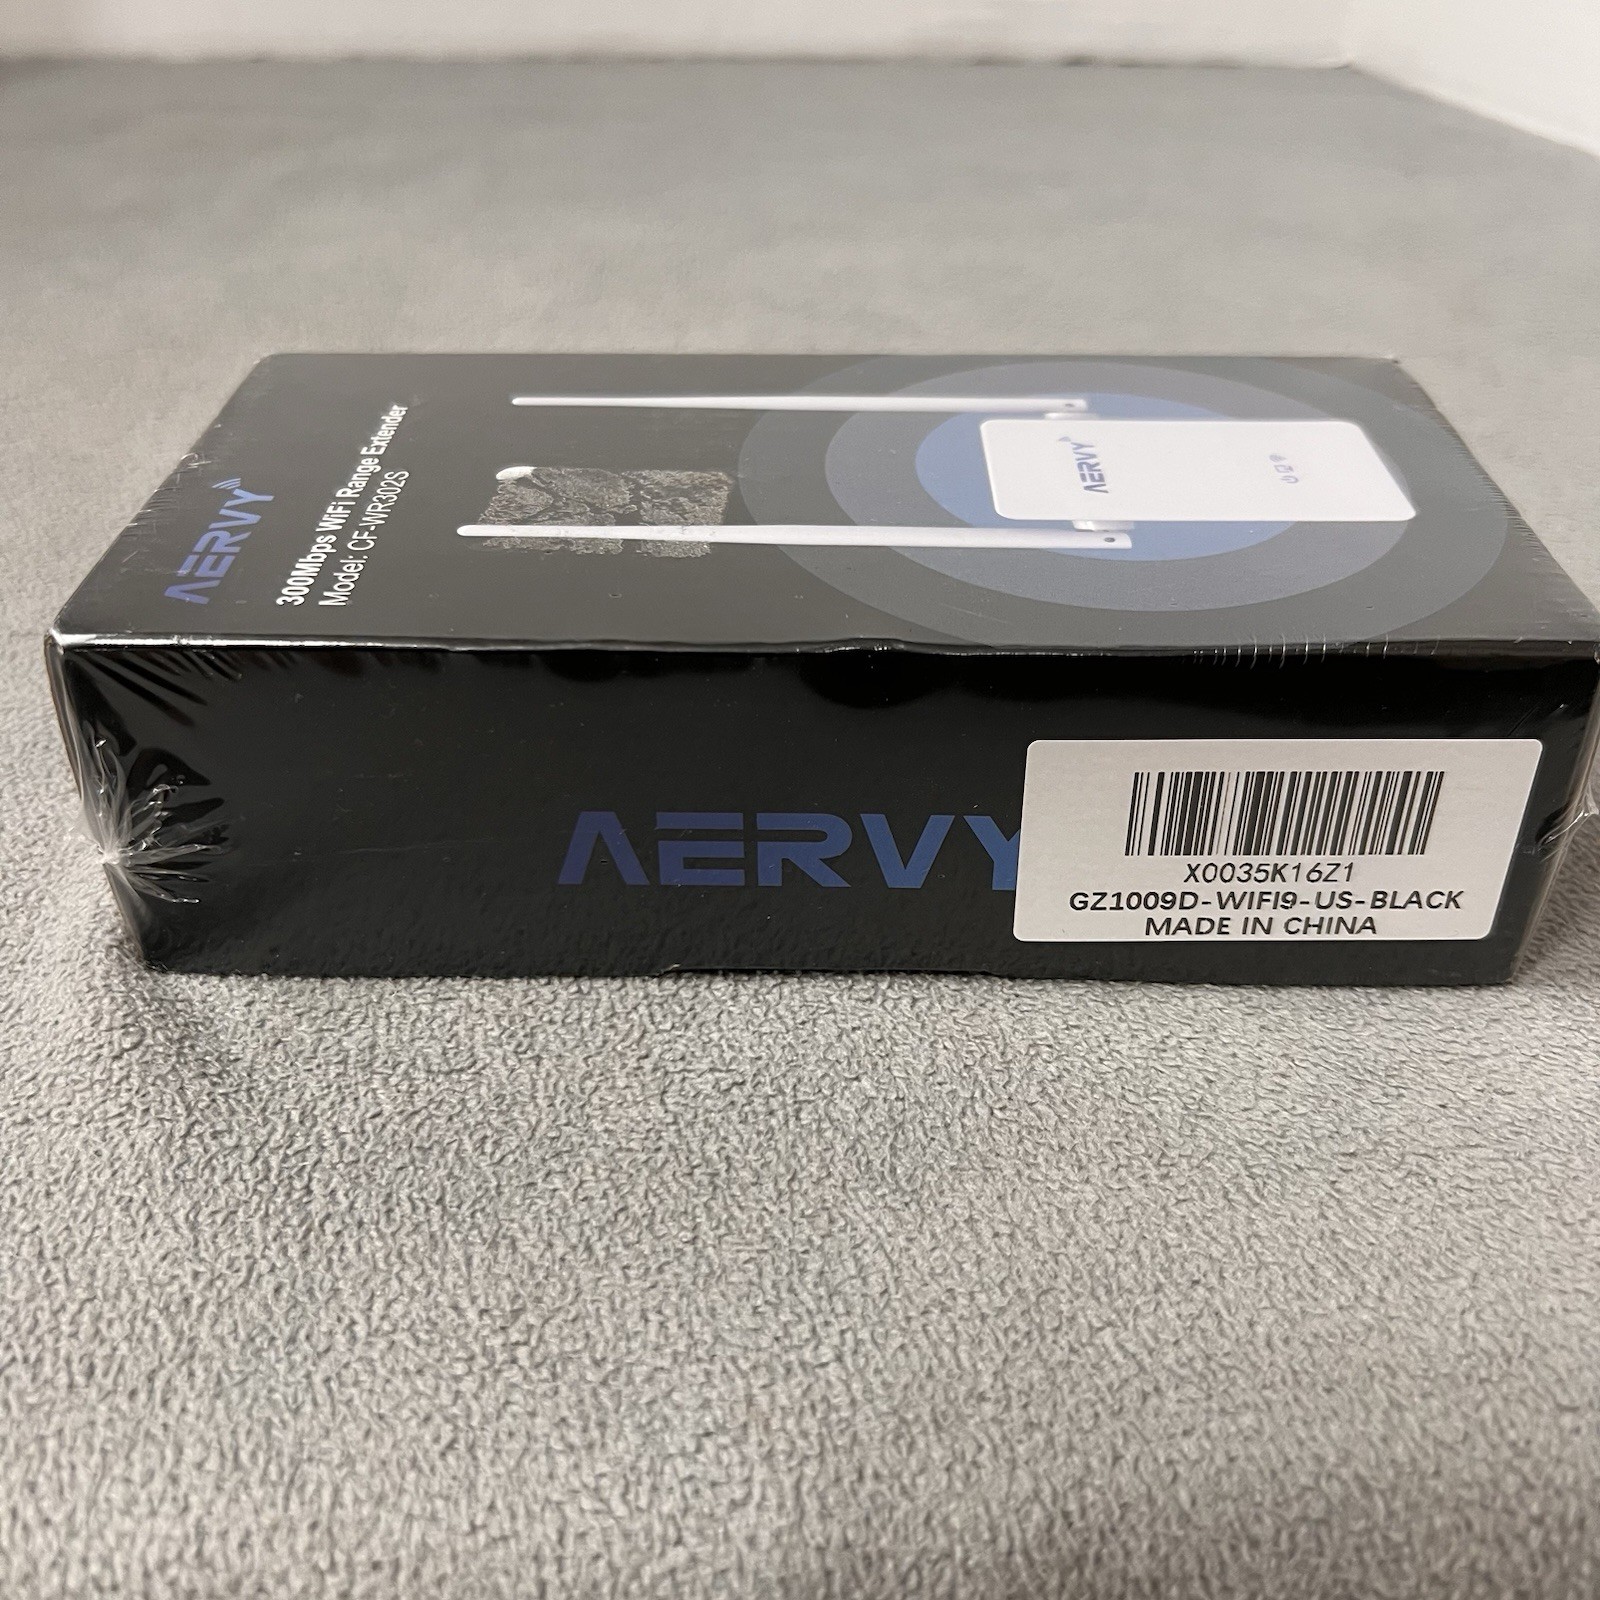 AERVY
300Mbps WiFi Range Extender
Model: CF-WR302S
AERVY
AERVY
X0035K16Z1
GZ1009D-WIFI9-US-BLACK
MADE IN CHINA